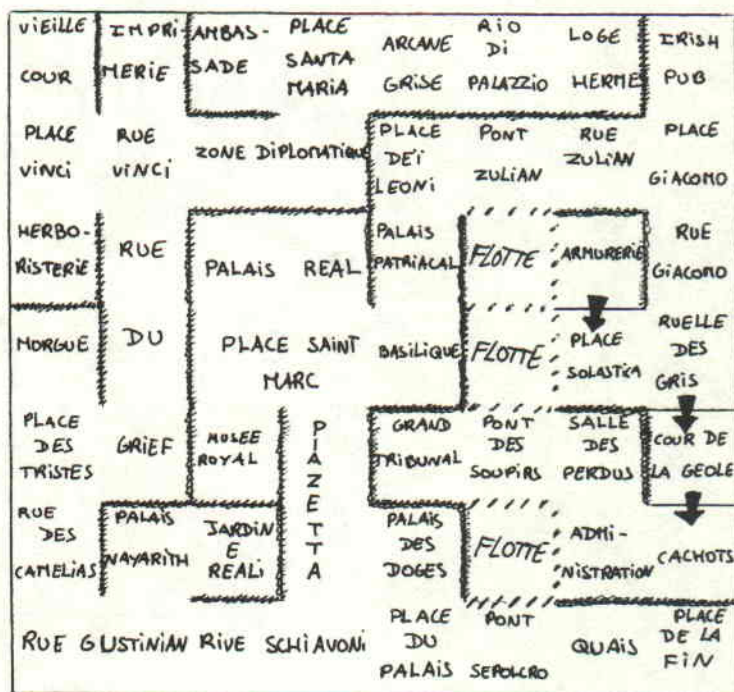 VIEILLE COUR
IMPRIMERIE
AMBASSADE
PLACE SANTA MARIA
ARCANE GRISE
RIO DI PALAZZIO
LOGE HERMES
IRISH PUB
PLACE VINCI
RUE VINCI
ZONE DIPLOMATIQUE
PLACE DEI LEONI
PONT ZULIAN
RUE ZULIAN
PLACE GIACOMO
HERBO-
RISTERIE
RUE
PALAIS REAL
PALAIS PATRIACAL
FLOTTE
ARMURERIE
RUE GIACOMO
MORGUE
DU
PLACE SAINT MARC
BASILIQUE
FLOTTE
PLACE SOLASTICA
RUELLE DES GRIS
PLACE DES TRISTES
GRIEF
MUSEE ROYAL
PIAZETTA
GRAND TRIBUNAL
PONT DES SOUPIRS
SALLE DES PERDUS
COUR DE LA GEOLE
RUE DES CAMELIAS
PALAIS NAYARITH
JARDIN E REALI
PALAIS DES DOGES
FLOTTE
ADMI-
NISTRATION
CACHOTS
RUE GUSTINIAN
RIVE SCHIAVONI
PLACE DU PALAIS
PONT SEPOLCRO
QUAIS
PLACE DE LA FIN